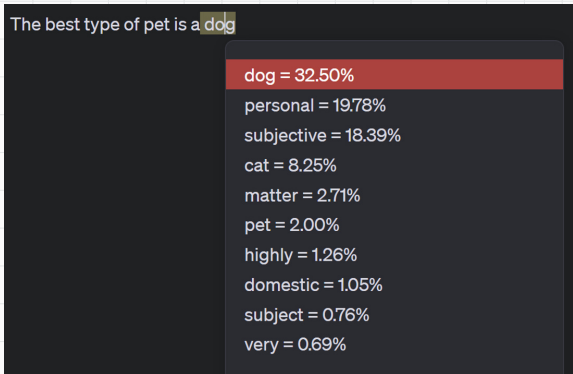 The best type of pet is a dog
dog = 32.50%
personal = 19.78%
subjective = 18.39%
cat = 8.25%
matter = 2.71%
pet = 2.00%
highly = 1.26%
domestic = 1.05%
subject = 0.76%
very = 0.69%